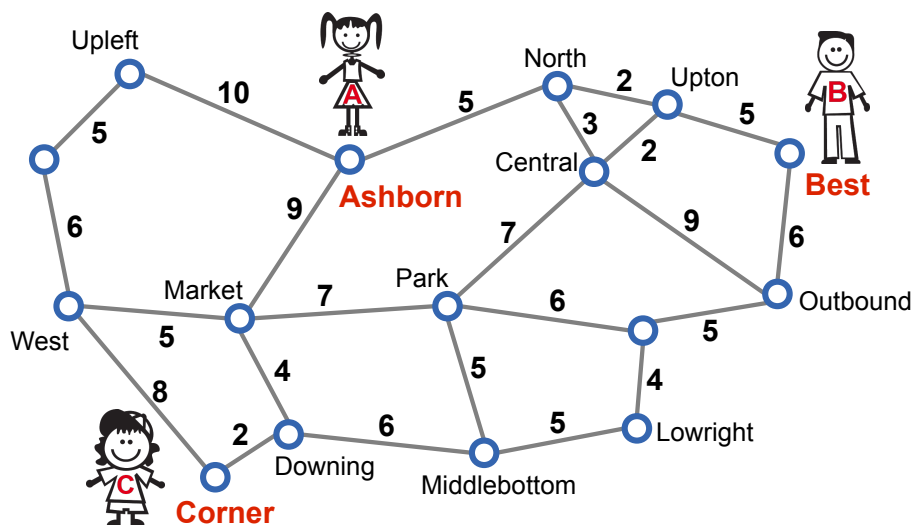 Upleft
North
Upton
10
5
2
A
B
5
5
3
2
Central
Ashborn
Best
9
9
6
7
6
Market
Park
7
6
Outbound
West
5
5
4
5
4
8
2
6
5
Lowright
Downing
Middlebottom
C
Corner